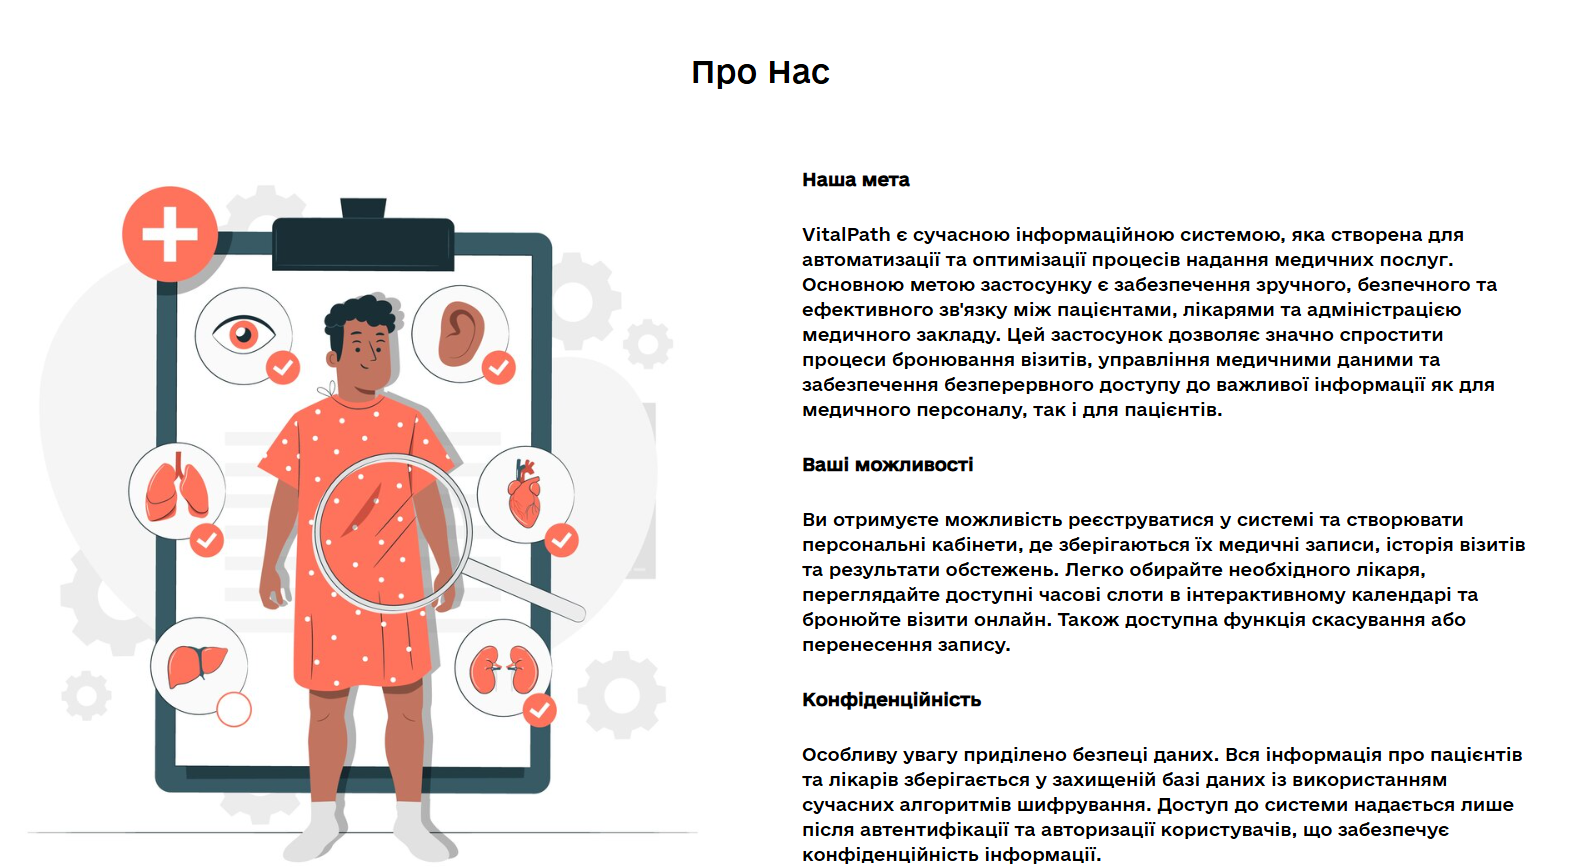 Про Нас
Наша мета
VitalPath є сучасною інформаційною системою, яка створена для
автоматизації та оптимізації процесів надання медичних послуг.
Основною метою застосунку є забезпечення зручного, безпечного та
ефективного зв'язку між пацієнтами, лікарями та адміністрацією
медичного закладу. Цей застосунок дозволяє значно спростити
процеси бронювання візитів, управління медичними даними та
забезпечення безперервного доступу до важливої інформації як для
медичного персоналу, так і для пацієнтів.
Ваші можливості
Ви отримуєте можливість реєструватися у системі та створювати
персональні кабінети, де зберігаються їх медичні записи, історія візитів
та результати обстежень. Легко обирайте необхідного лікаря,
переглядайте доступні часові слоти в інтерактивному календарі та
бронюйте візити онлайн. Також доступна функція скасування або
перенесення запису.
Конфіденційність
Особливу увагу приділено безпеці даних. Вся інформація про пацієнтів
та лікарів зберігається у захищеній базі даних із використанням
сучасних алгоритмів шифрування. Доступ до системи надається лише
після автентифікації та авторизації користувачів, що забезпечує
конфіденційність інформації.